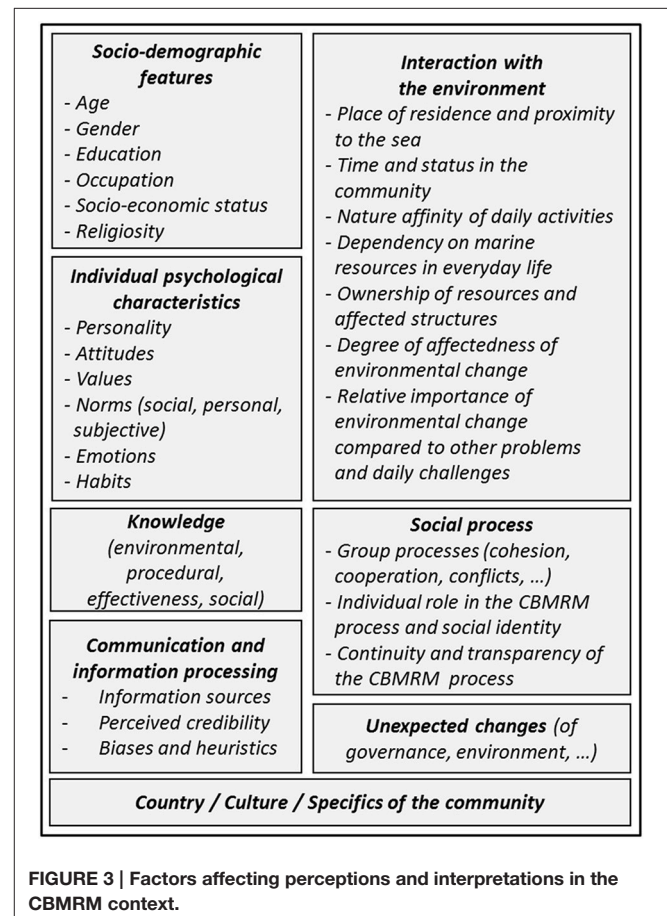 Socio-demographic
features
- Age
- Gender
- Education
- Occupation
- Socio-economic status
- Religiosity
Individual psychological
characteristics
- Personality
- Attitudes
- Values
- Norms (social, personal,
subjective)
- Emotions
- Habits
Knowledge
(environmental,
procedural,
effectiveness, social)
Communication and
information processing
- Information sources
- Perceived credibility
- Biases and heuristics
Interaction with
the environment
- Place of residence and proximity
to the sea
- Time and status in the
community
- Nature affinity of daily activities
- Dependency on marine
resources in everyday life
- Ownership of resources and
affected structures
- Degree of affectedness of
environmental change
- Relative importance of
environmental change
compared to other problems
and daily challenges
Social process
- Group processes (cohesion,
cooperation, conflicts, ...)
- Individual role in the CBMRM
process and social identity
- Continuity and transparency of
the CBMRM process
Unexpected changes (of
governance, environment, ...)
Country / Culture / Specifics of the community
FIGURE 3 | Factors affecting perceptions and interpretations in the
CBMRM context.